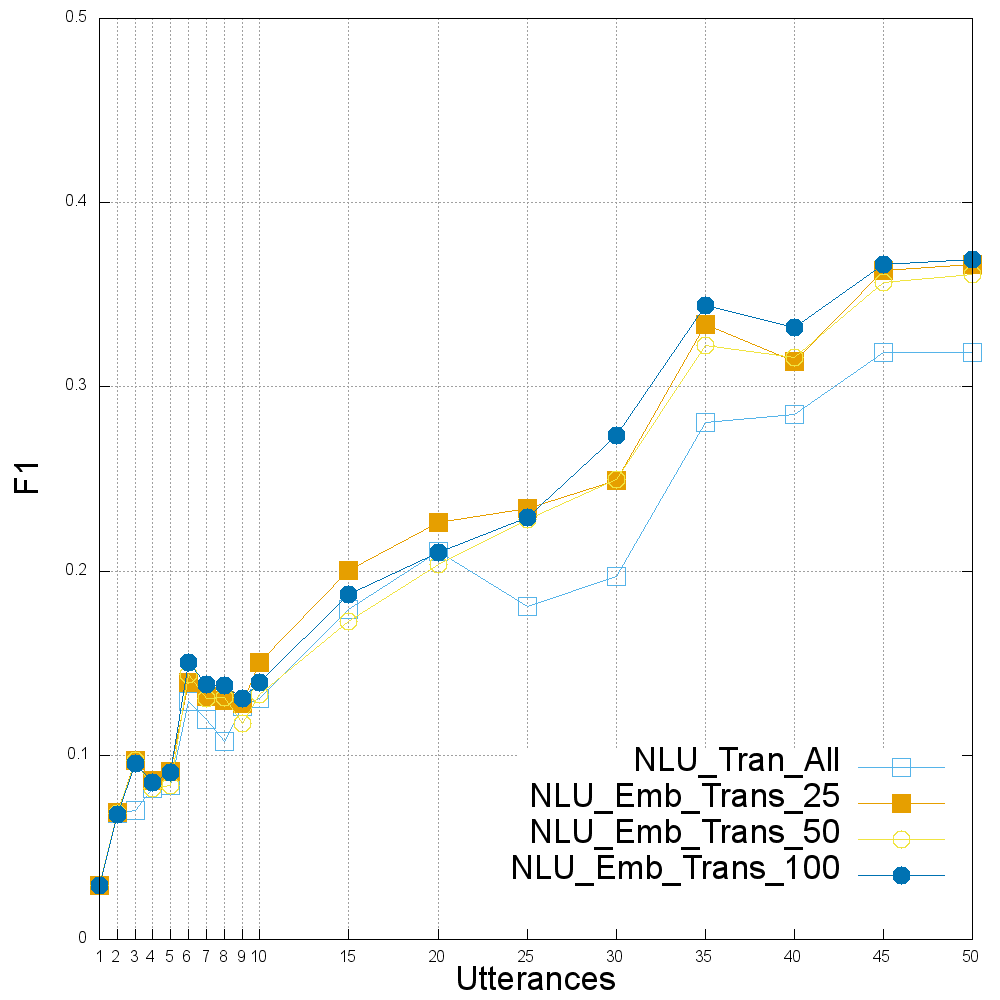 0.5
0.4
0.3
0.2
0.1
0
F1
NLU_Tran_All
NLU_Emb_Trans_25
NLU_Emb_Trans_50
NLU_Emb_Trans_100
1 2 3 4 5 6 7 8 9 10 15 20 25 30 35 40 45 50
Utterances